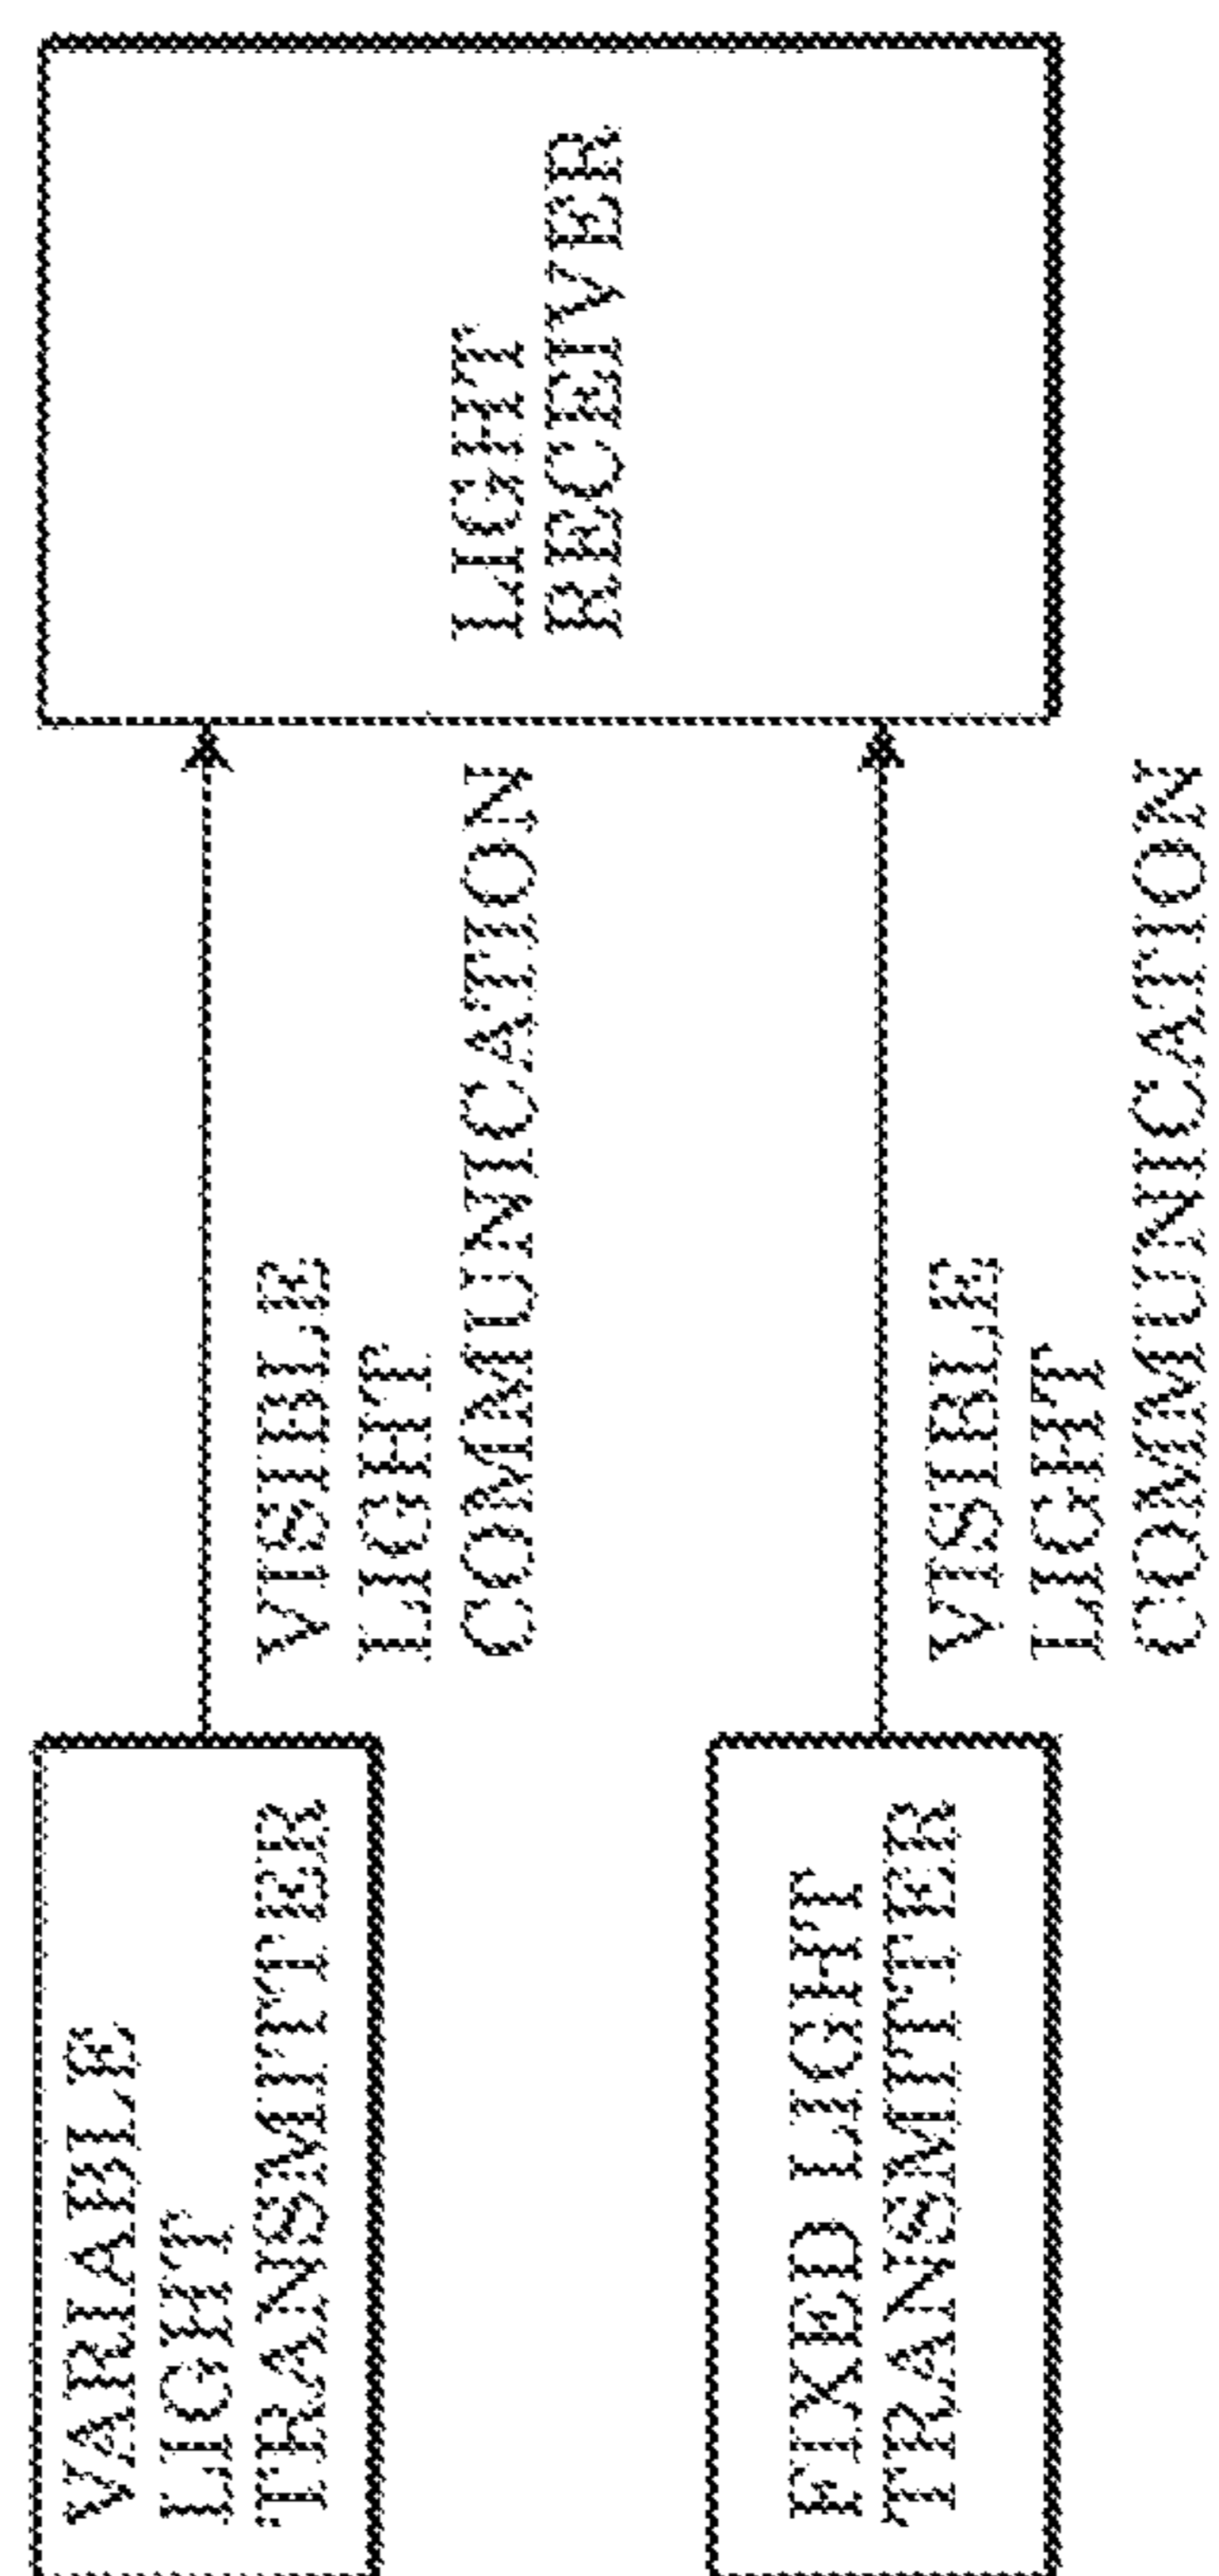 VARIABLE
LIGHT
TRANSMITTER
VISIBLE
LIGHT
COMMUNICATION
LIGHT
RECEIVER
FIXED LIGHT
TRANSMITTER
VISIBLE
LIGHT
COMMUNICATION